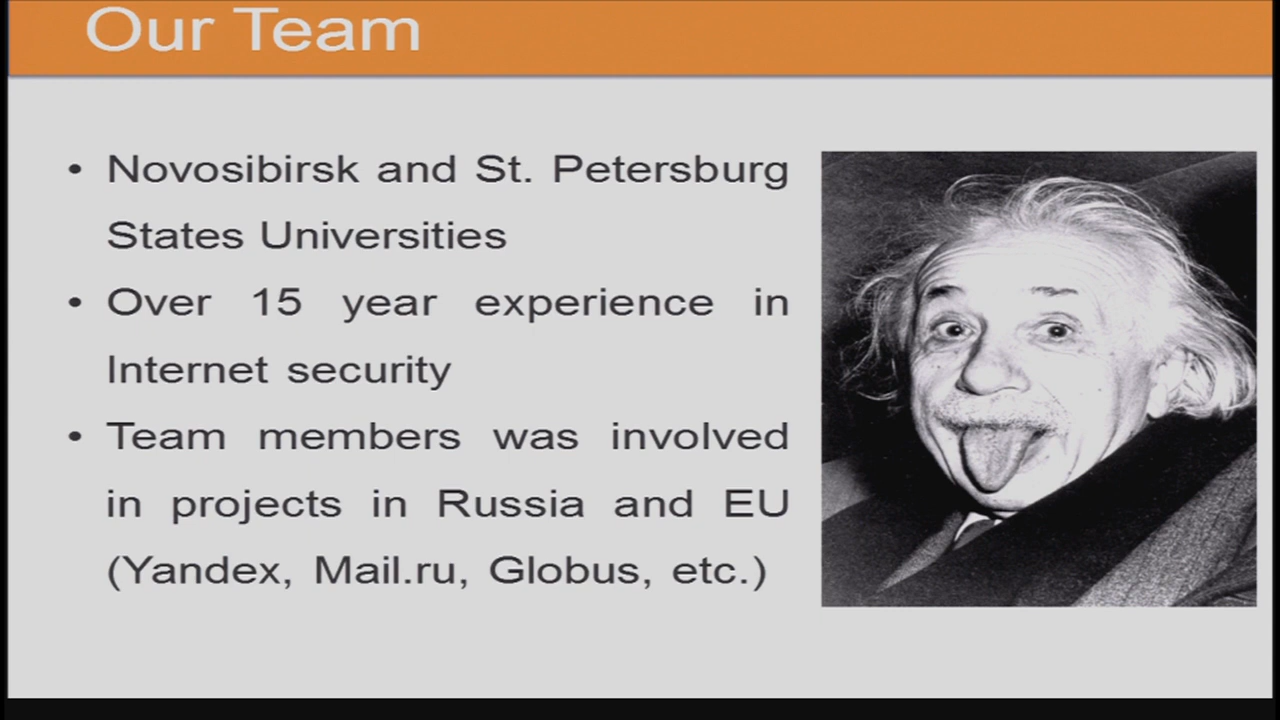 Our Team
• Novosibirsk and St. Petersburg
States Universities
• Over 15 year experience in
Internet security
• Team members was involved
in projects in Russia and EU
(Yandex, Mail.ru, Globus, etc.)